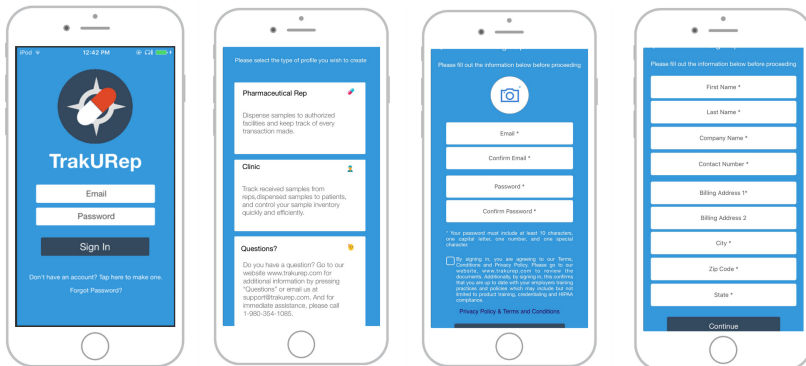 iPod 12:42 PM
TrakURep
Email
Password
Sign In
Don't have an account? Tap here to make one.
Forgot Password?
Please select the type of profile you wish to create
Pharmaceutical Rep
Dispense samples to authorized
facilities and keep track of every
transaction made.
Clinic
Track received samples from
reps,dispensed samples to patients,
and control your sample inventory
quickly and efficiently.
Questions?
Do you have a question? Go to our
website www.trakurep.com for
additional information by pressing
"Questions" or email us at
support@trakurep.com. And for
immediate assistance, please call
1-980-354-1085.
Please fill out the information below before proceeding
Email *
Confirm Email *
Password *
Confirm Password *
* Your password must include at least 10 characters,
one capital letter, one number, and one special
character.
By signing in, you are agreeing to our Terms,
Conditions and Privacy Policy. Please go to our
website, www.trakurep.com to review the
documents. Additionally, by signing in, this confirms
that you are up to date with your employers training
practices and policies which may include but not
limited to product training, credentialing and HIPAA
compliance.
Privacy Policy & Terms and Conditions
Please fill out the information below before proceeding
First Name *
Last Name *
Company Name *
Contact Number *
Billing Address 1*
Billing Address 2
City *
Zip Code *
State *
Continue